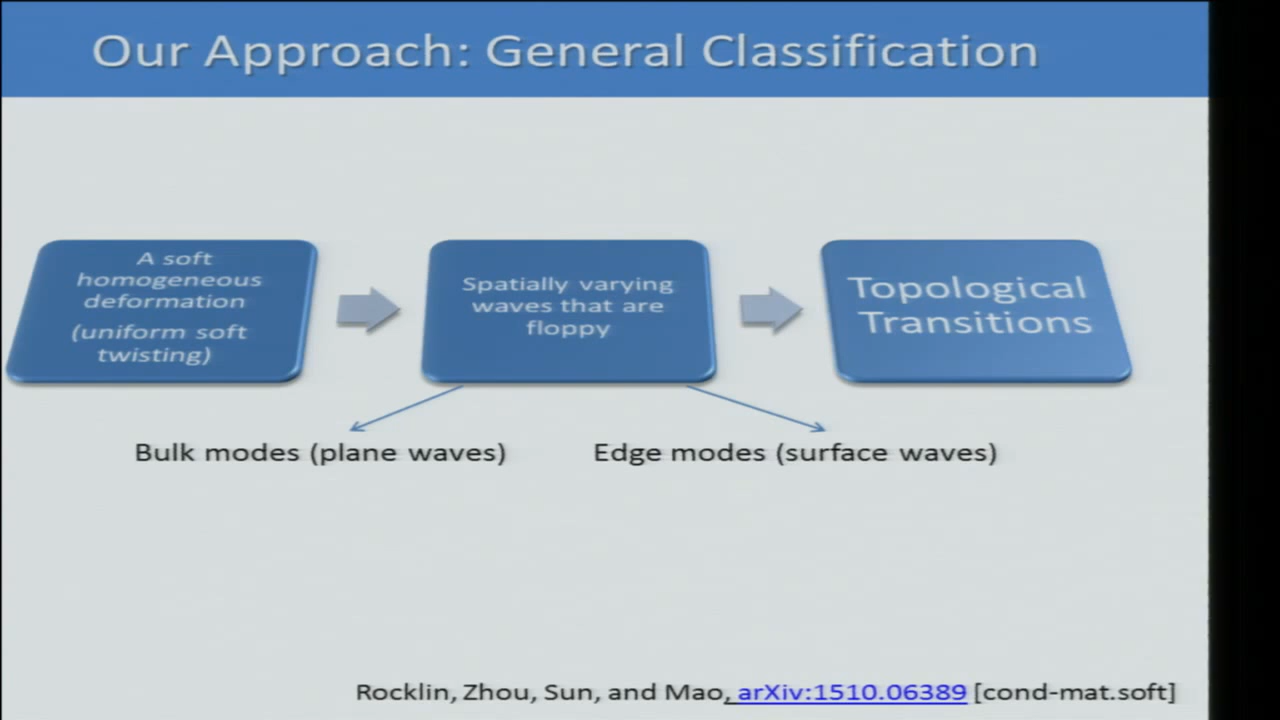 Our Approach: General Classification
A soft
homogeneous
deformation
(uniform soft
twisting)
Spatially varying
waves that are
floppy
Topological
Transitions
Bulk modes (plane waves)
Edge modes (surface waves)
Rocklin, Zhou, Sun, and Mao, arXiv:1510.06389 [cond-mat.soft]